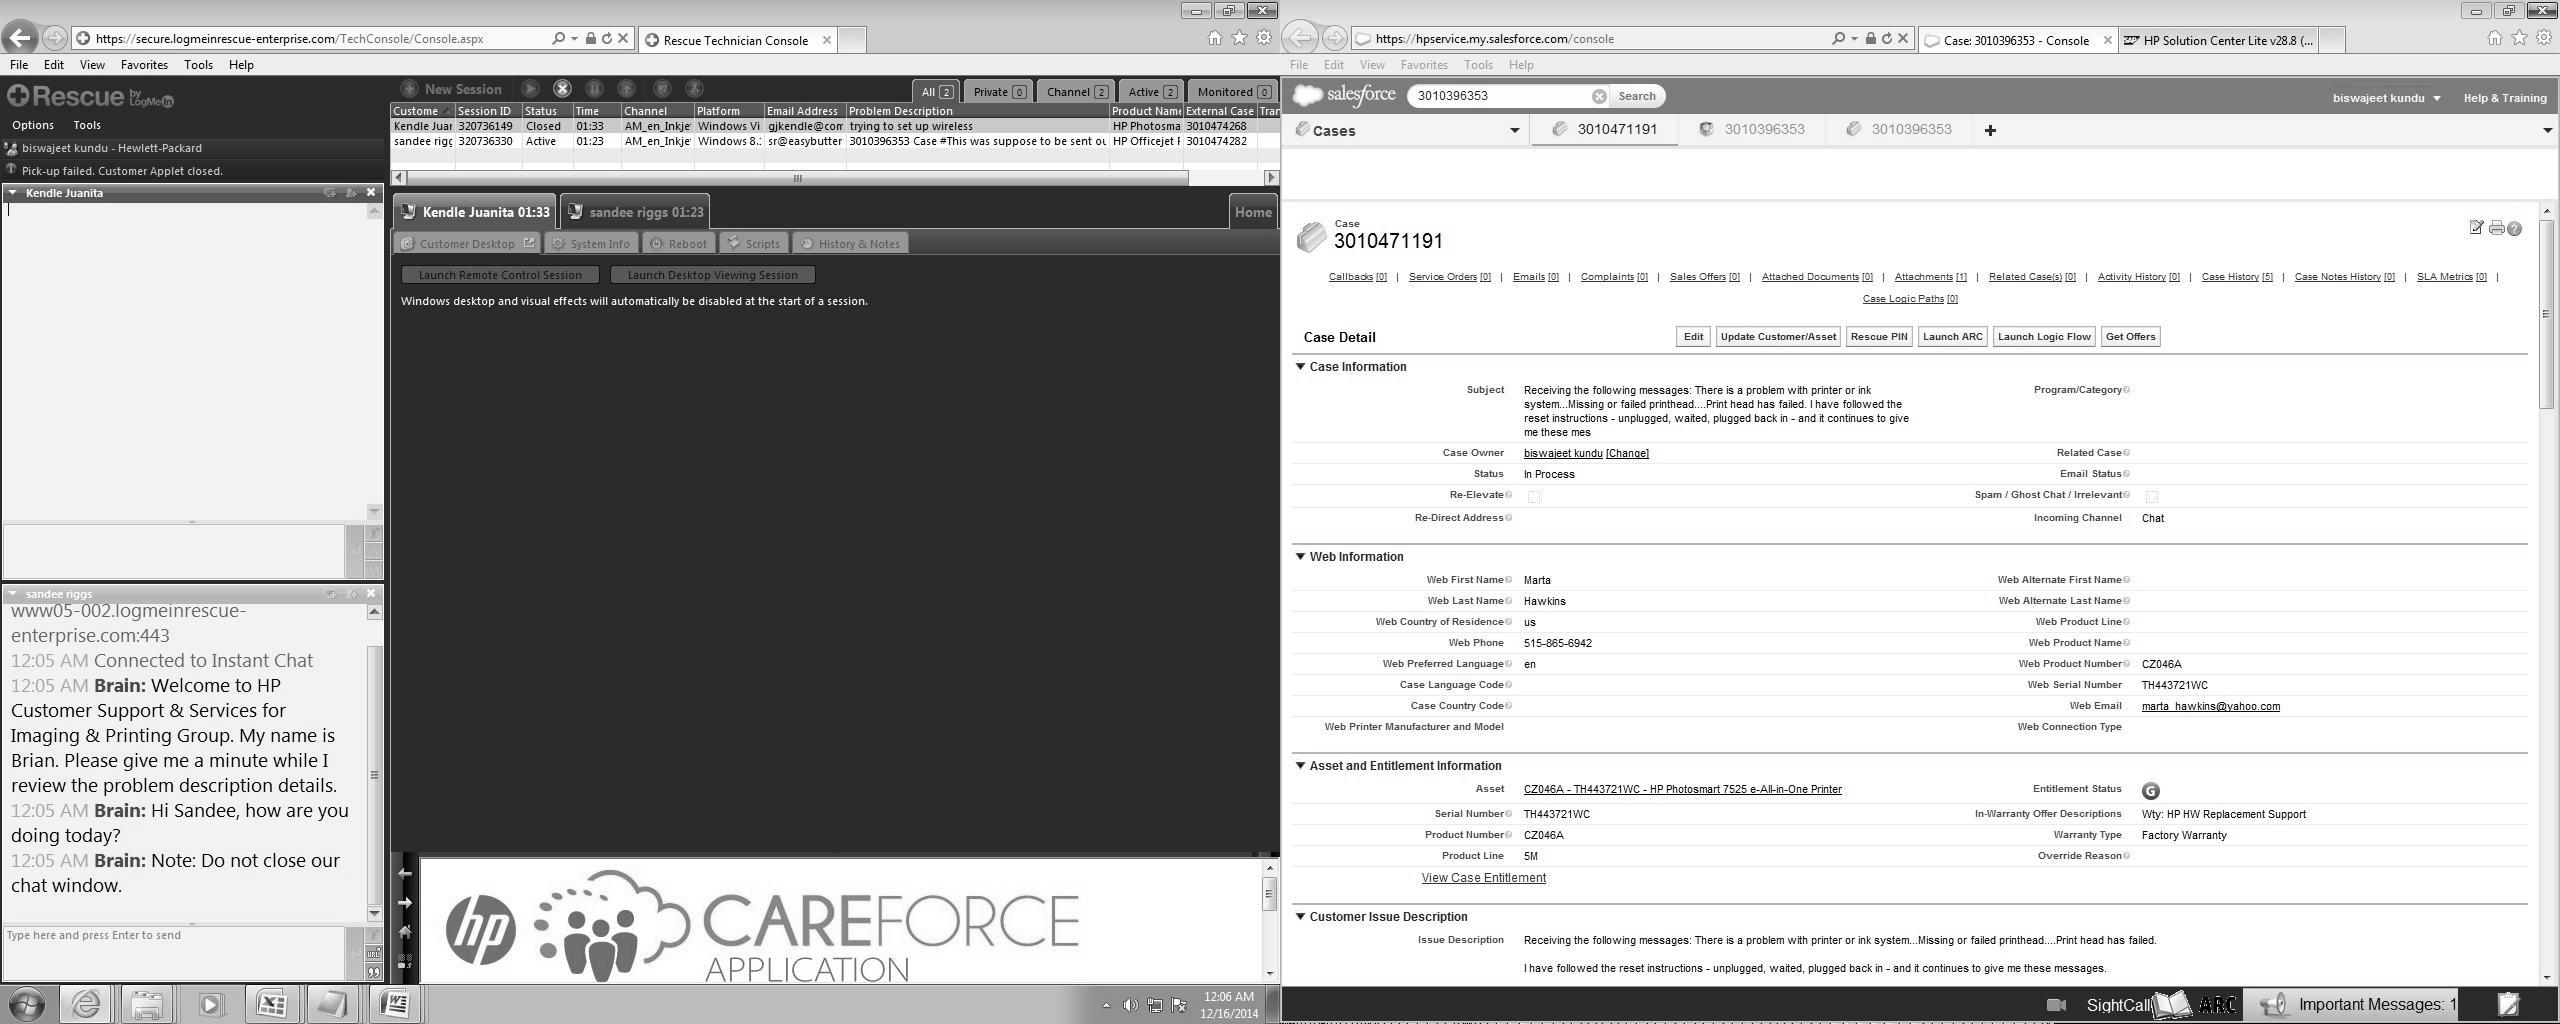 https://secure.logmeinrescue-enterprise.com/TechConsole/Console.aspx
Rescue Technician Console
File Edit View Favorites Tools Help
Rescue by LogMeIn
Options Tools
biswajeet kundu - Hewlett-Packard
Pick-up failed. Customer Applet closed.
Kendle Juanita
sandee riggs
www05-002.logmeinrescue-
enterprise.com:443
12:05 AM Connected to Instant Chat
12:05 AM Brain: Welcome to HP
Customer Support & Services for
Imaging & Printing Group. My name is
Brian. Please give me a minute while I
review the problem description details.
12:05 AM Brain: Hi Sandee, how are you
doing today?
12:05 AM Brain: Note: Do not close our
chat window.
Type here and press Enter to send
New Session
All 2 Private 0 Channel 2 Active 2 Monitored 0
Custome Session ID Status Time Channel Platform Email Address Problem Description Product Name External Case Tran
Kendle Juar 320736149 Closed 01:33 AM_en_Inkje Windows Vi gjkendle@com trying to set up wireless HP Photosma 3010474268
sandee rigg 320736330 Active 01:23 AM_en_Inkje Windows 8.: sr@easybutter 3010396353 Case #This was suppose to be sent ou HP Officejet 3010474282
Kendle Juanita 01:33 sandee riggs 01:23 Home
Customer Desktop System Info Reboot Scripts History & Notes
Launch Remote Control Session Launch Desktop Viewing Session
Windows desktop and visual effects will automatically be disabled at the start of a session.
hp CAREFORCE
APPLICATION
12:06 AM
12/16/2014
https://hpservice.my.salesforce.com/console
Case: 3010396353 - Console
HP Solution Center Lite v28.8 (...
File Edit View Favorites Tools Help
salesforce 3010396353 Search biswajeet kundu Help & Training
Cases 3010471191 3010396353 3010396353
Case
3010471191
Callbacks [0] | Service Orders [0] | Emails [0] | Complaints [0] | Sales Offers [0] | Attached Documents [0] | Attachments [1] | Related Case(s) [0] | Activity History [0] | Case History [5] | Case Notes History [0] | SLA Metrics [0] |
Case Logic Paths [0]
Case Detail Edit Update Customer/Asset Rescue PIN Launch ARC Launch Logic Flow Get Offers
Case Information
Subject Receiving the following messages: There is a problem with printer or ink Program/Category
system...Missing or failed printhead....Print head has failed. I have followed the
reset instructions - unplugged, waited, plugged back in - and it continues to give
me these mes
Case Owner biswajeet kundu [Change] Related Case
Status In Process Email Status
Re-Elevate Spam / Ghost Chat / Irrelevant
Re-Direct Address Incoming Channel Chat
Web Information
Web First Name Marta Web Alternate First Name
Web Last Name Hawkins Web Alternate Last Name
Web Country of Residence us Web Product Line
Web Phone 515-865-6942 Web Product Name
Web Preferred Language en Web Product Number CZ046A
Case Language Code Web Serial Number TH443721WC
Case Country Code Web Email marta_hawkins@yahoo.com
Web Printer Manufacturer and Model Web Connection Type
Asset and Entitlement Information
Asset CZ046A - TH443721WC - HP Photosmart 7525 e-All-in-One Printer Entitlement Status G
Serial Number TH443721WC In-Warranty Offer Descriptions Wty: HP HW Replacement Support
Product Number CZ046A Warranty Type Factory Warranty
Product Line 5M Override Reason
View Case Entitlement
Customer Issue Description
Issue Description Receiving the following messages: There is a problem with printer or ink system...Missing or failed printhead....Print head has failed.
I have followed the reset instructions - unplugged, waited, plugged back in - and it continues to give me these messages.
SightCall ARC Important Messages: 1